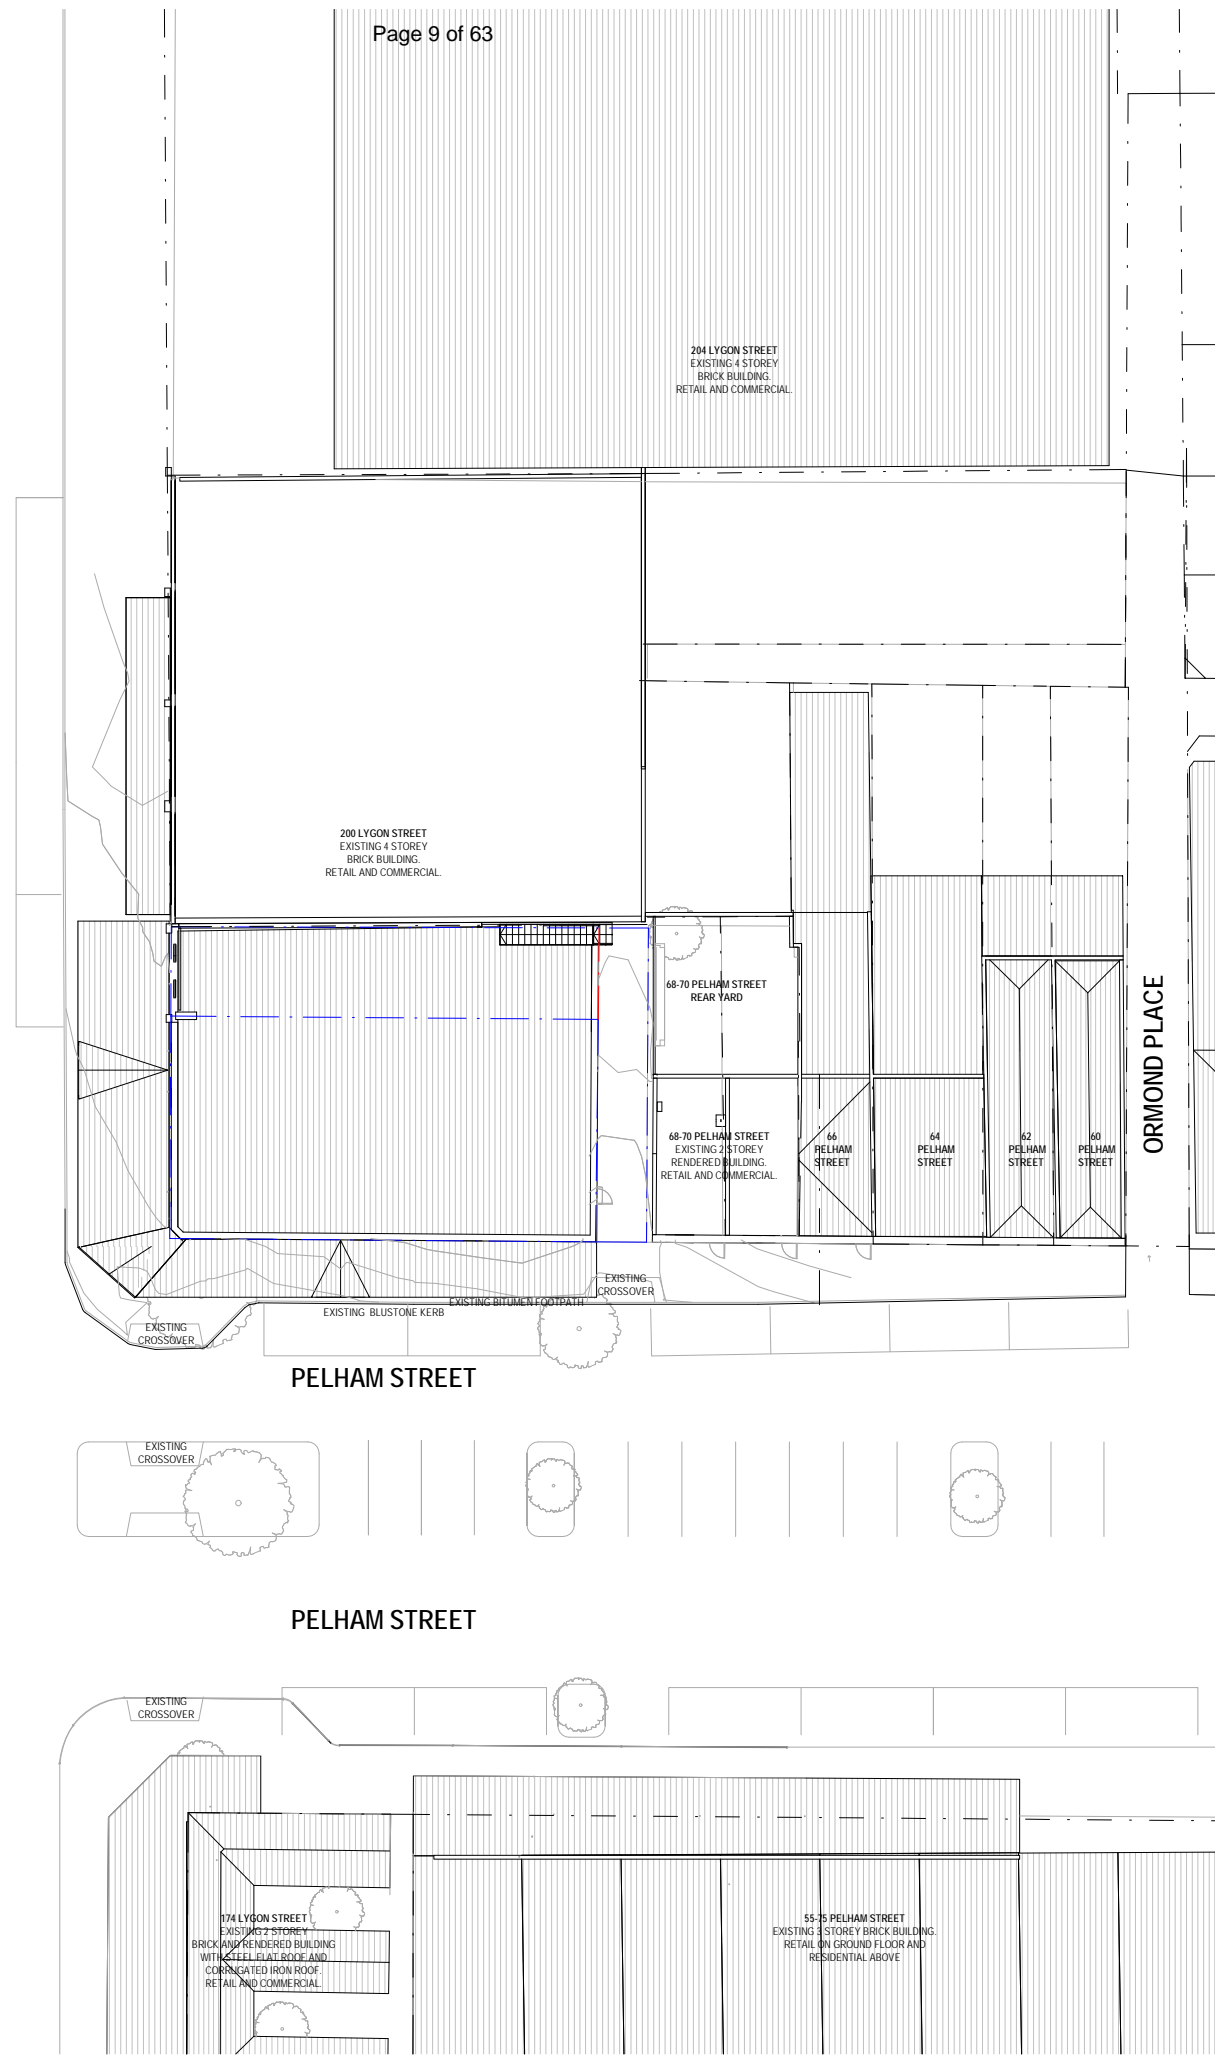 Page 9 of 63
204 LYGON STREET
EXISTING 4 STOREY
BRICK BUILDING.
RETAIL AND COMMERCIAL.
200 LYGON STREET
EXISTING 4 STOREY
BRICK BUILDING.
RETAIL AND COMMERCIAL.
68-70 PELHAM STREET
REAR YARD
ORMOND PLACE
68-70 PELHAM STREET
EXISTING 2 STOREY
RENDERED BUILDING.
RETAIL AND COMMERCIAL.
66
PELHAM
STREET
64
PELHAM
STREET
62
PELHAM
STREET
60
PELHAM
STREET
EXISTING
CROSSOVER
EXISTING BITUMEN FOOTPATH
EXISTING BLUSTONE KERB
EXISTING
CROSSOVER
PELHAM STREET
EXISTING
CROSSOVER
PELHAM STREET
EXISTING
CROSSOVER
174 LYGON STREET
EXISTING 2 STOREY
BRICK AND RENDERED BUILDING
WITH STEEL FLAT ROOF AND
CORRUGATED IRON ROOF.
RETAIL AND COMMERCIAL.
55-75 PELHAM STREET
EXISTING 3 STOREY BRICK BUILDING.
RETAIL ON GROUND FLOOR AND
RESIDENTIAL ABOVE